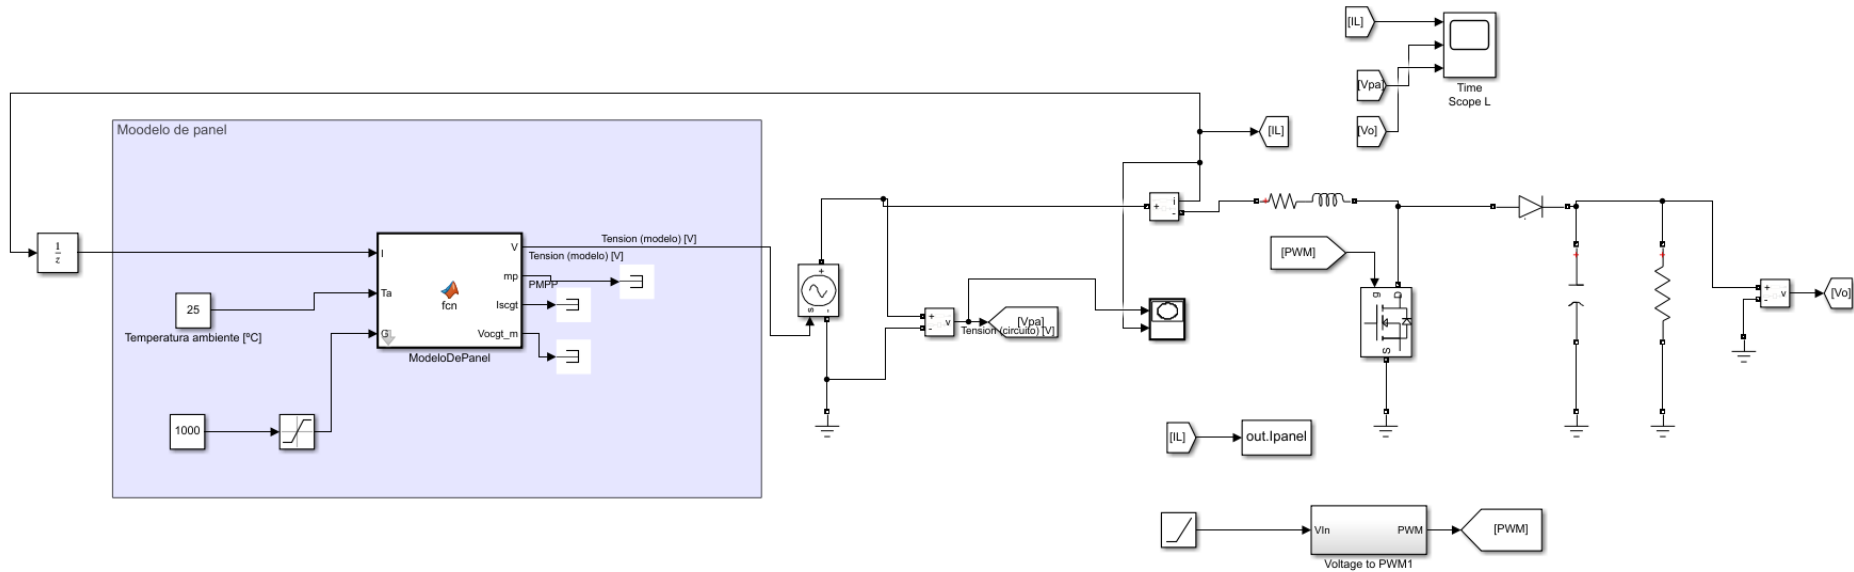 [IL]
[Vpa]
[Vo]
Time
Scope L
Moodelo de panel
[IL]
i
+
-
1
z
I
Ta
G
fcn
V
mp
Iscgt
Vocgt_m
ModeloDePanel
Tension (modelo) [V]
Tension (modelo) [V]
PMPP
25
Temperatura ambiente [ºC]
1000
+
s
-
+
-
v
[Vpa]
Tension (circuito) [V]
+
[PWM]
g
D
S
+
+
+
-
v
[Vo]
[IL]
out.Ipanel
VIn
PWM
Voltage to PWM1
[PWM]